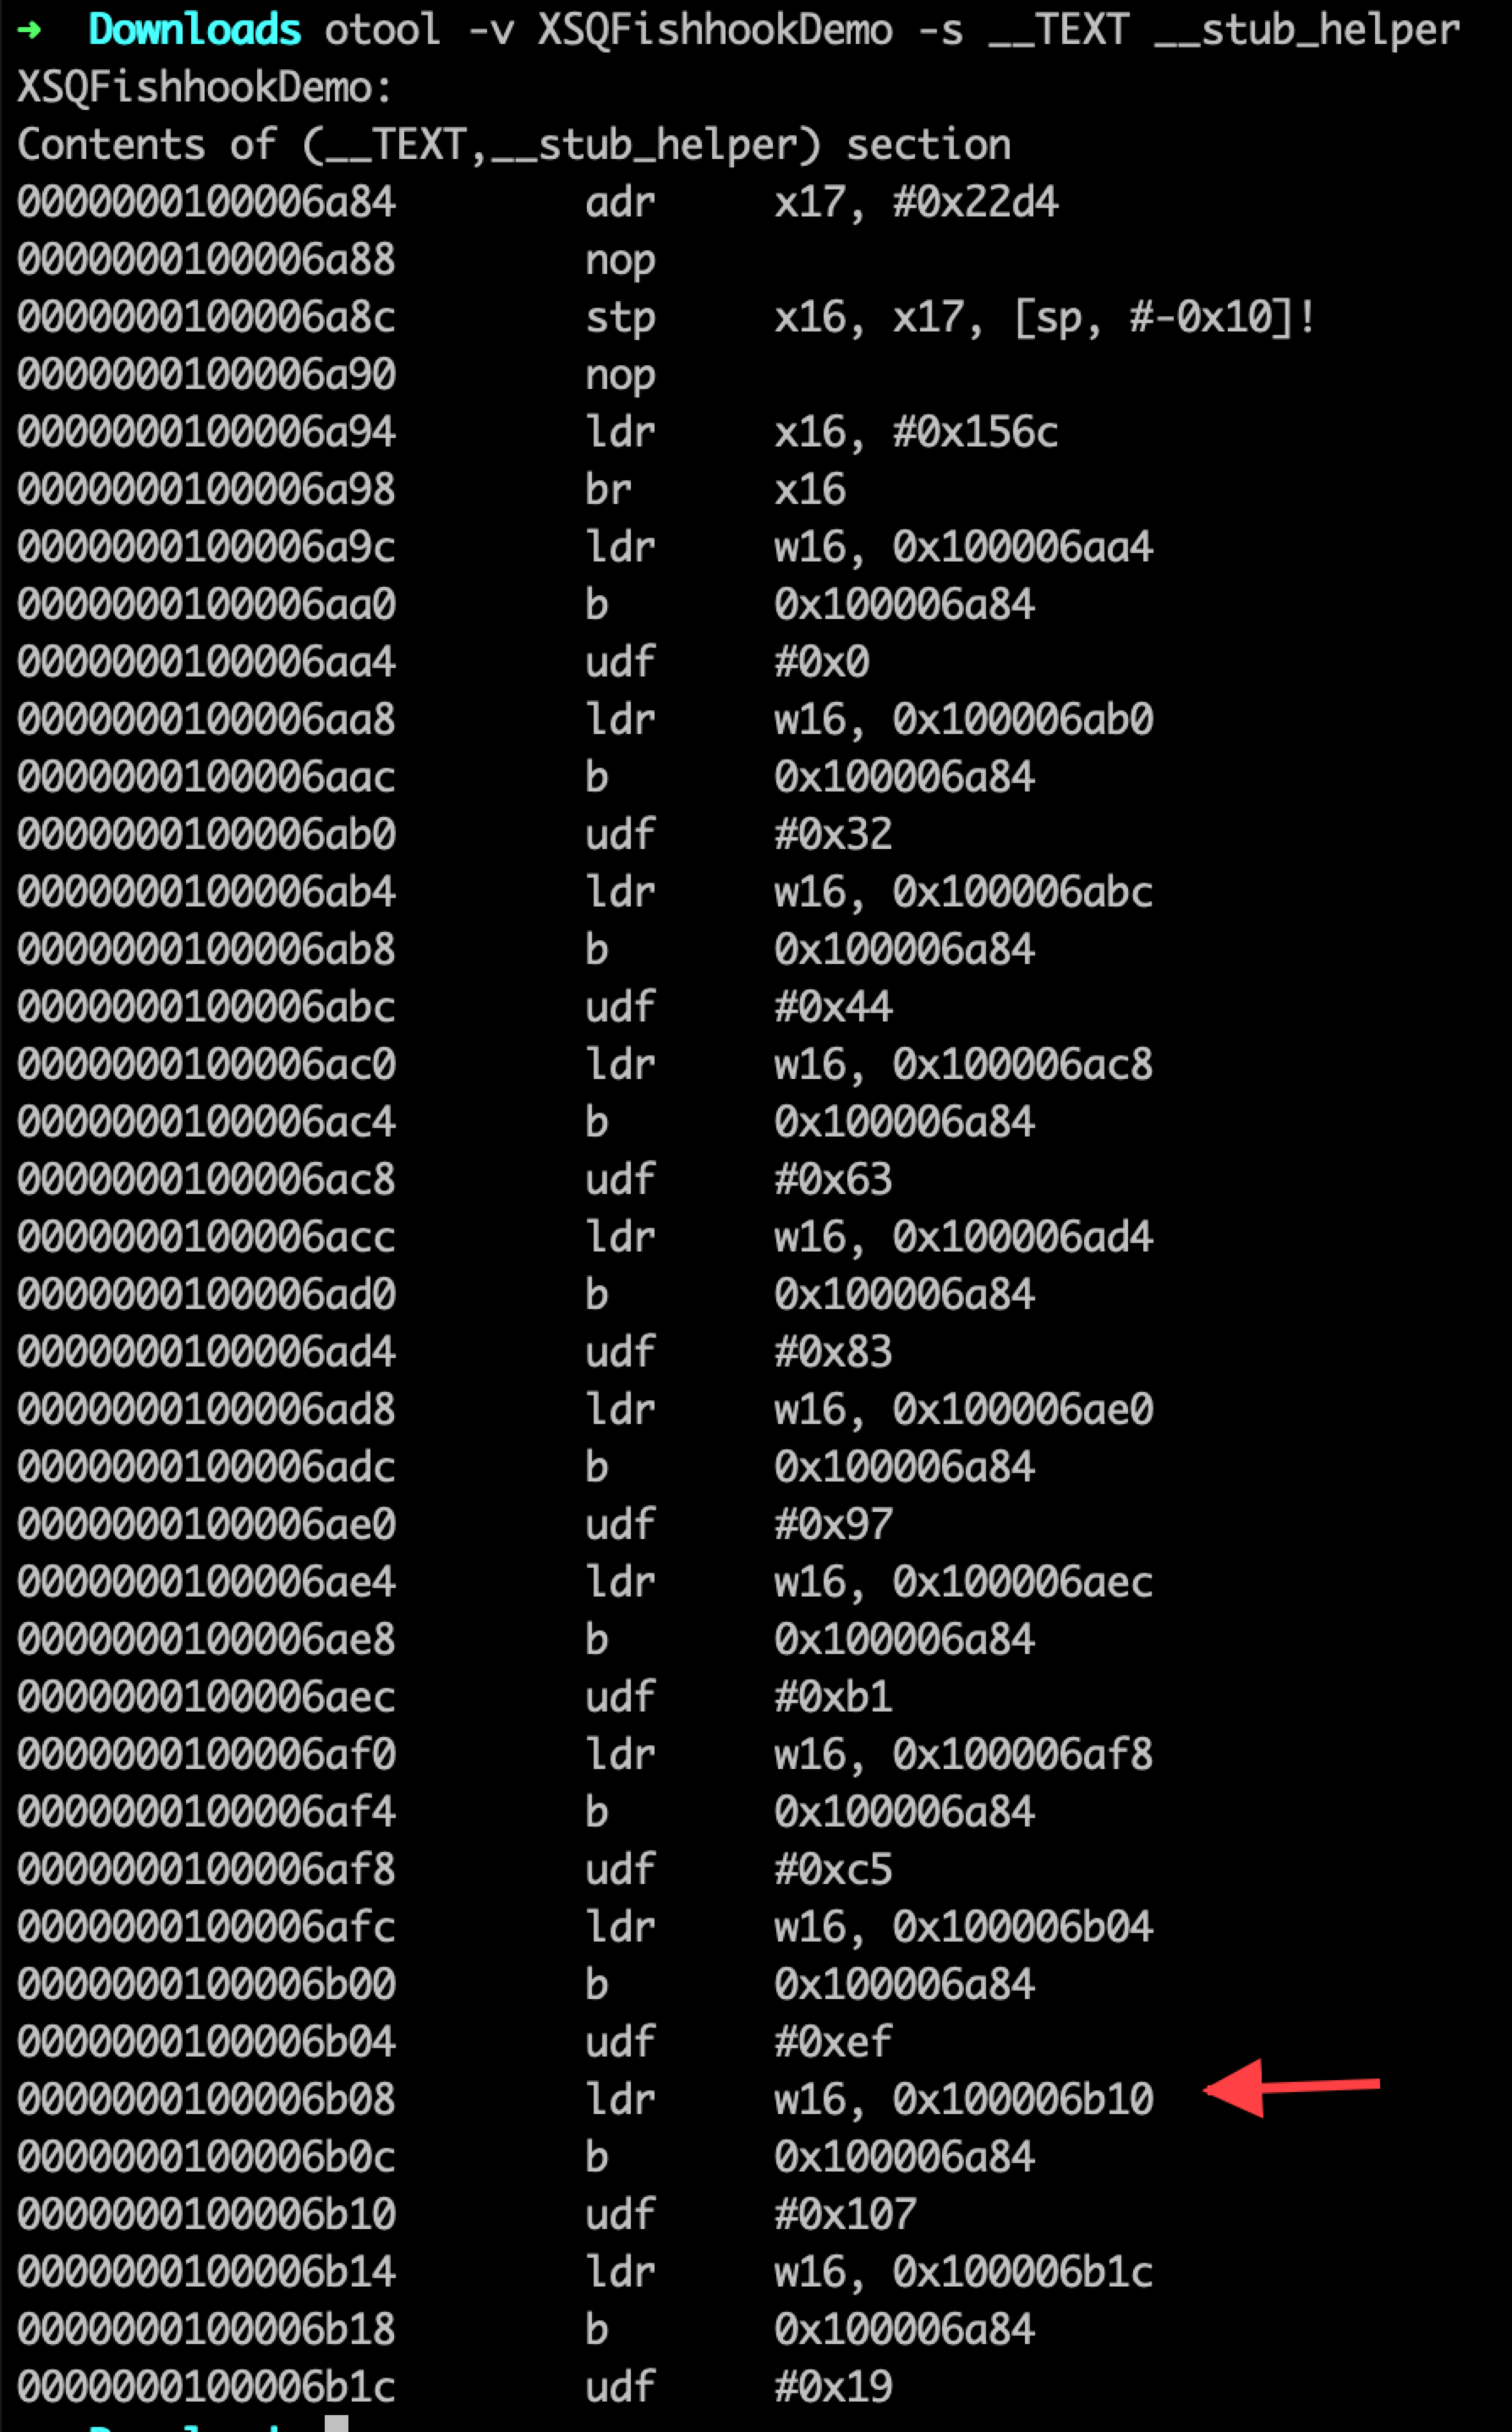 → Downloads otool -v XSQFishhookDemo -s __TEXT __stub_helper
XSQFishhookDemo:
Contents of (__TEXT,__stub_helper) section
0000000100006a84 adr x17, #0x22d4
0000000100006a88 nop
0000000100006a8c stp x16, x17, [sp, #-0x10]!
0000000100006a90 nop
0000000100006a94 ldr x16, #0x156c
0000000100006a98 br x16
0000000100006a9c ldr w16, 0x100006aa4
0000000100006aa0 b 0x100006a84
0000000100006aa4 udf #0x0
0000000100006aa8 ldr w16, 0x100006ab0
0000000100006aac b 0x100006a84
0000000100006ab0 udf #0x32
0000000100006ab4 ldr w16, 0x100006abc
0000000100006ab8 b 0x100006a84
0000000100006abc udf #0x44
0000000100006ac0 ldr w16, 0x100006ac8
0000000100006ac4 b 0x100006a84
0000000100006ac8 udf #0x63
0000000100006acc ldr w16, 0x100006ad4
0000000100006ad0 b 0x100006a84
0000000100006ad4 udf #0x83
0000000100006ad8 ldr w16, 0x100006ae0
0000000100006adc b 0x100006a84
0000000100006ae0 udf #0x97
0000000100006ae4 ldr w16, 0x100006aec
0000000100006ae8 b 0x100006a84
0000000100006aec udf #0xb1
0000000100006af0 ldr w16, 0x100006af8
0000000100006af4 b 0x100006a84
0000000100006af8 udf #0xc5
0000000100006afc ldr w16, 0x100006b04
0000000100006b00 b 0x100006a84
0000000100006b04 udf #0xef
0000000100006b08 ldr w16, 0x100006b10
0000000100006b0c b 0x100006a84
0000000100006b10 udf #0x107
0000000100006b14 ldr w16, 0x100006b1c
0000000100006b18 b 0x100006a84
0000000100006b1c udf #0x19